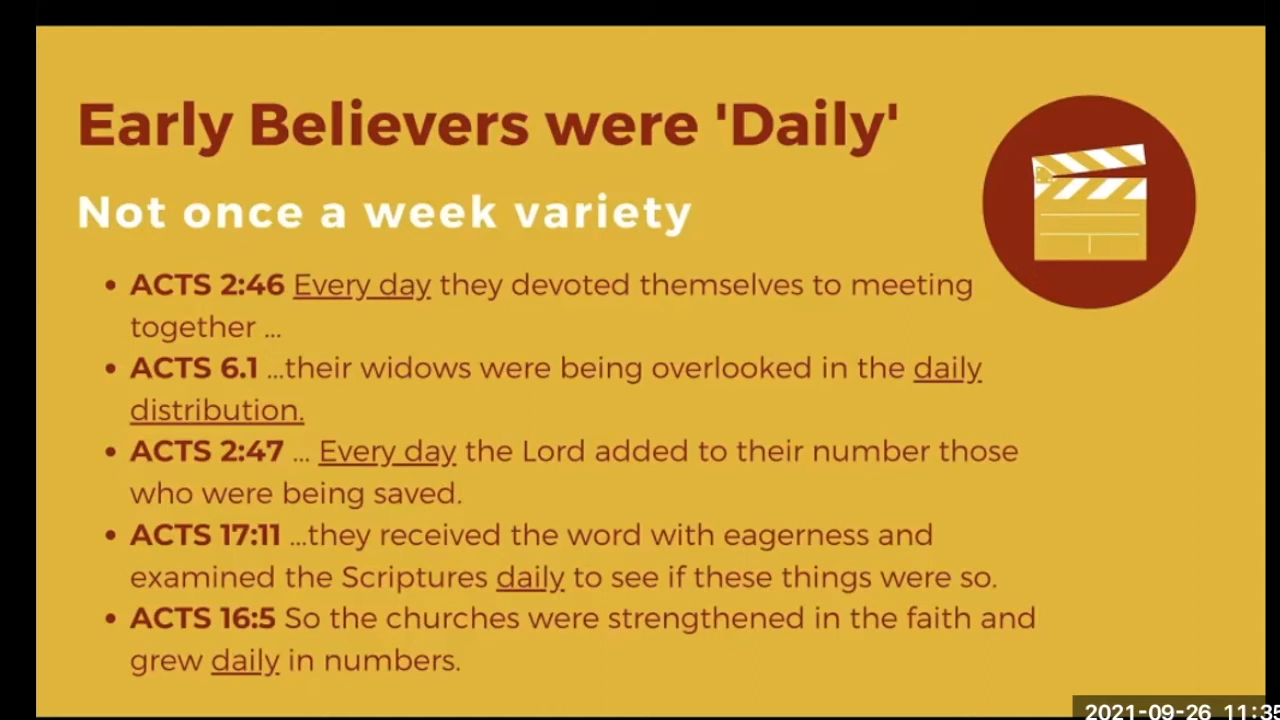 Early Believers were 'Daily'
Not once a week variety
• ACTS 2:46 Every day they devoted themselves to meeting
together ...
• ACTS 6.1 ...their widows were being overlooked in the daily
distribution.
• ACTS 2:47 ... Every day the Lord added to their number those
who were being saved.
• ACTS 17:11 ...they received the word with eagerness and
examined the Scriptures daily to see if these things were so.
• ACTS 16:5 So the churches were strengthened in the faith and
grew daily in numbers.
2021-09-26 11:35